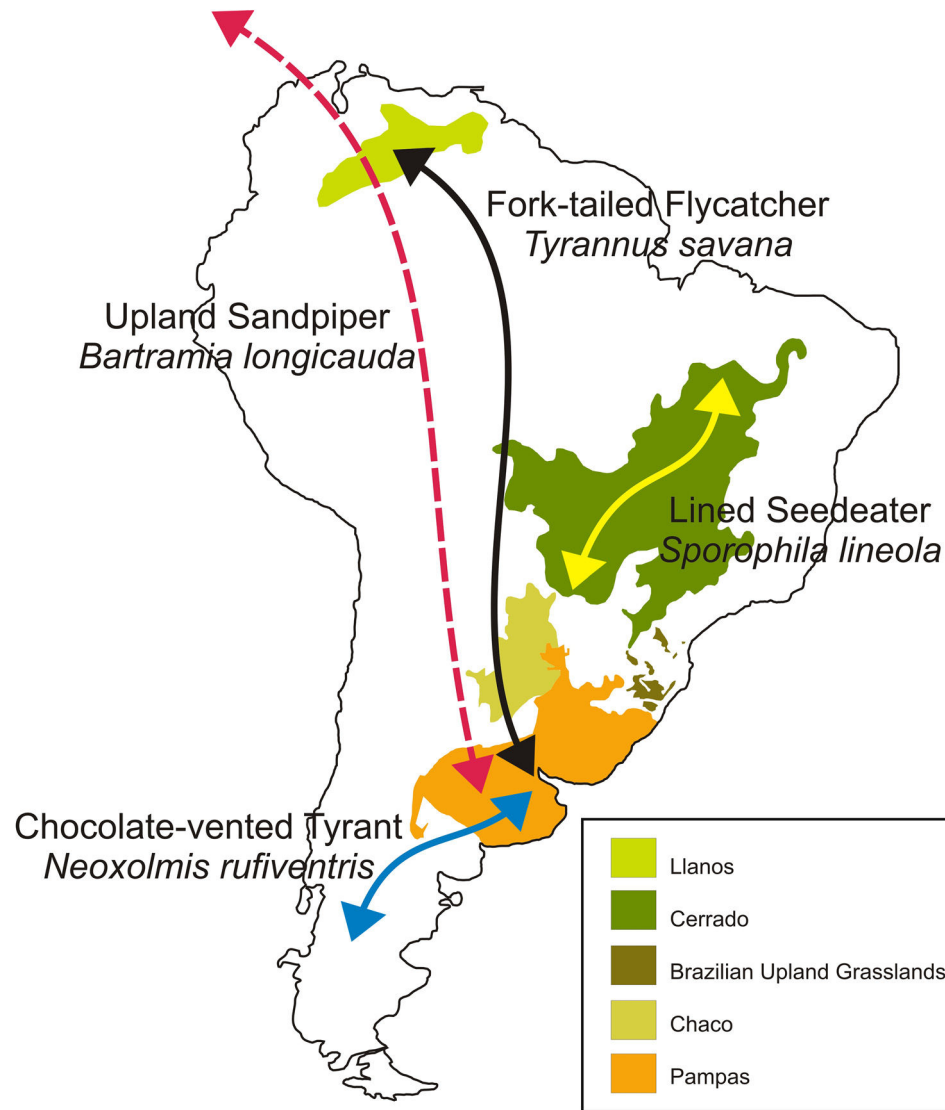 Fork-tailed Flycatcher
Tyrannus savana
Upland Sandpiper
Bartramia longicauda
Lined Seedeater
Sporophila lineola
Chocolate-vented Tyrant
Neoxolmis rufiventris
Llanos
Cerrado
Brazilian Upland Grasslands
Chaco
Pampas